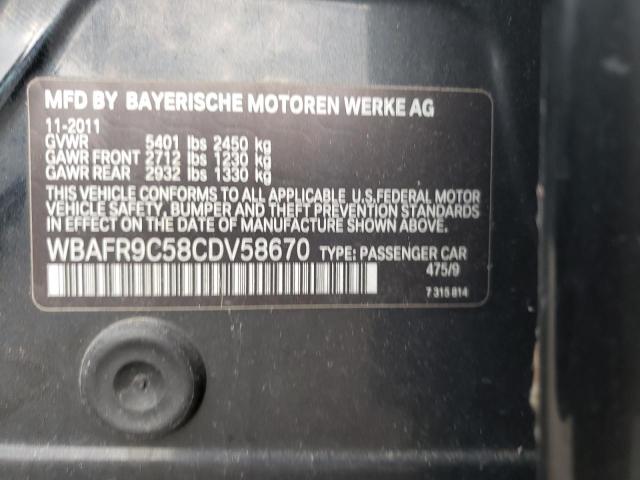 MFD BY BAYERISCHE MOTOREN WERKE AG
11-2011
GVWR 5401 lbs 2450 kg
GAWR FRONT 2712 lbs 1230 kg
GAWR REAR 2932 lbs 1330 kg
THIS VEHICLE CONFORMS TO ALL APPLICABLE U.S.FEDERAL MOTOR
VEHICLE SAFETY, BUMPER AND THEFT PREVENTION STANDARDS
IN EFFECT ON THE DATE OF MANUFACTURE SHOWN ABOVE.
WBAFR9C58CDV58670 TYPE: PASSENGER CAR
475/9
7 315 814